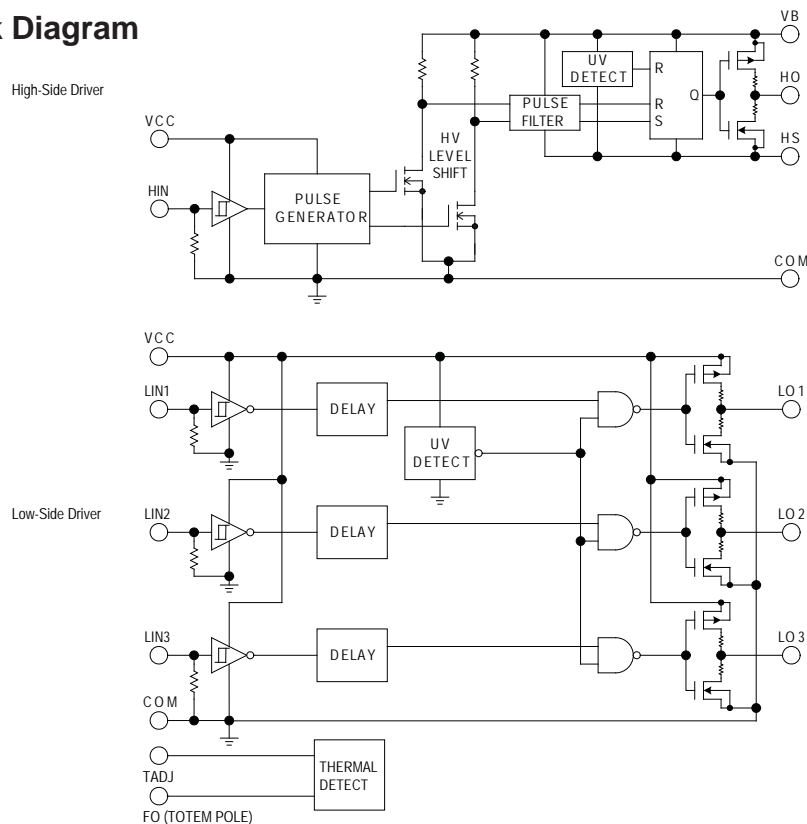 k Diagram
High-Side Driver
VB
UV
DETECT
R
Q
HO
PULSE
FILTER
R
S
VCC
HV
LEVEL
SHIFT
HS
HIN
PULSE
GENERATOR
COM
VCC
LIN1
DELAY
LO1
UV
DETECT
Low-Side Driver
LIN2
DELAY
LO2
LIN3
DELAY
LO3
COM
TADJ
THERMAL
DETECT
FO (TOTEM POLE)